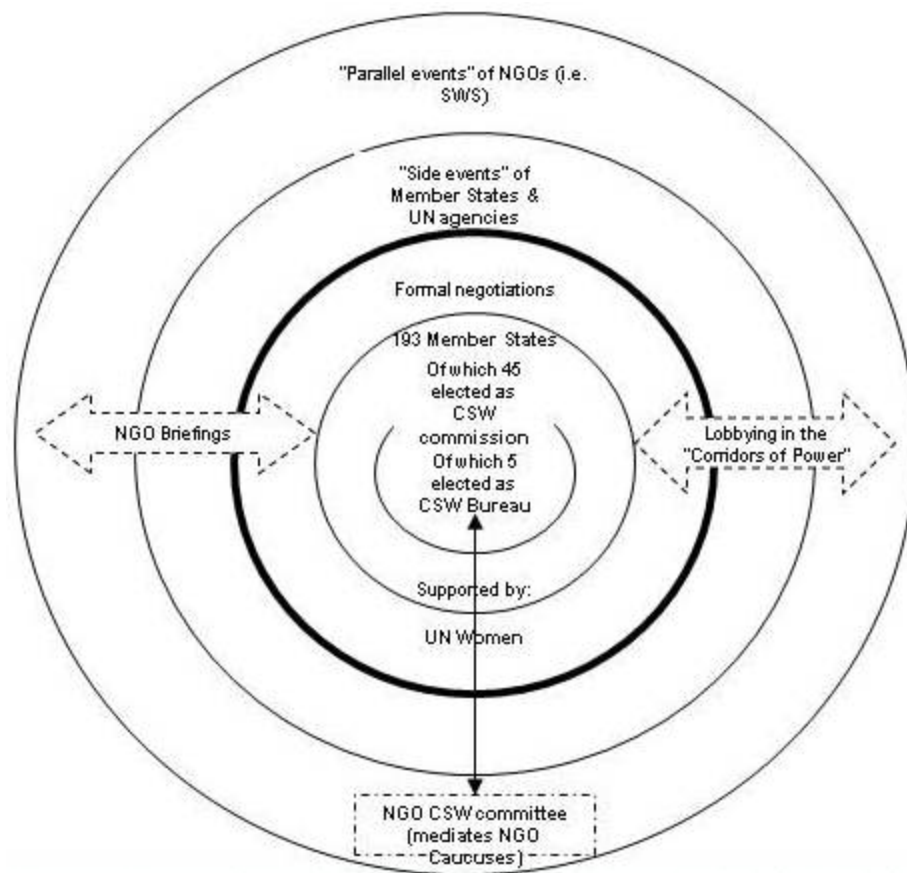 "Parallel events" of NGOs (i.e.
SWS)
"Side events" of
Member States &
UN agencies
Formal negotiations
193 Member States
Of which 45
elected as
CSW
commission
Of which 5
elected as
CSW Bureau
NGO Briefings
Lobbying in the
"Corridors of Power"
Supported by:
UN Women
NGO CSW committee
(mediates NGO
Caucuses)